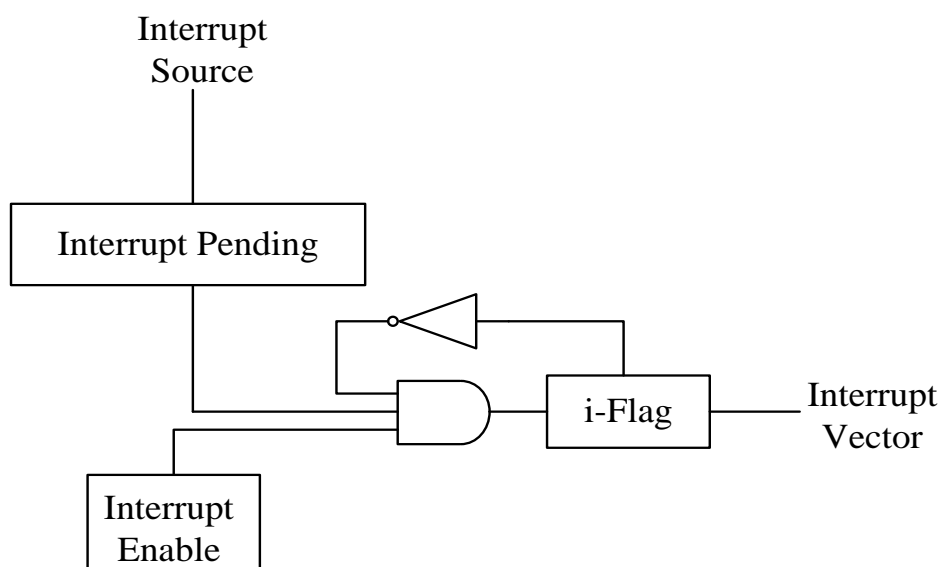 Interrupt
Source
Interrupt Pending
i-Flag
Interrupt
Vector
Interrupt
Enable